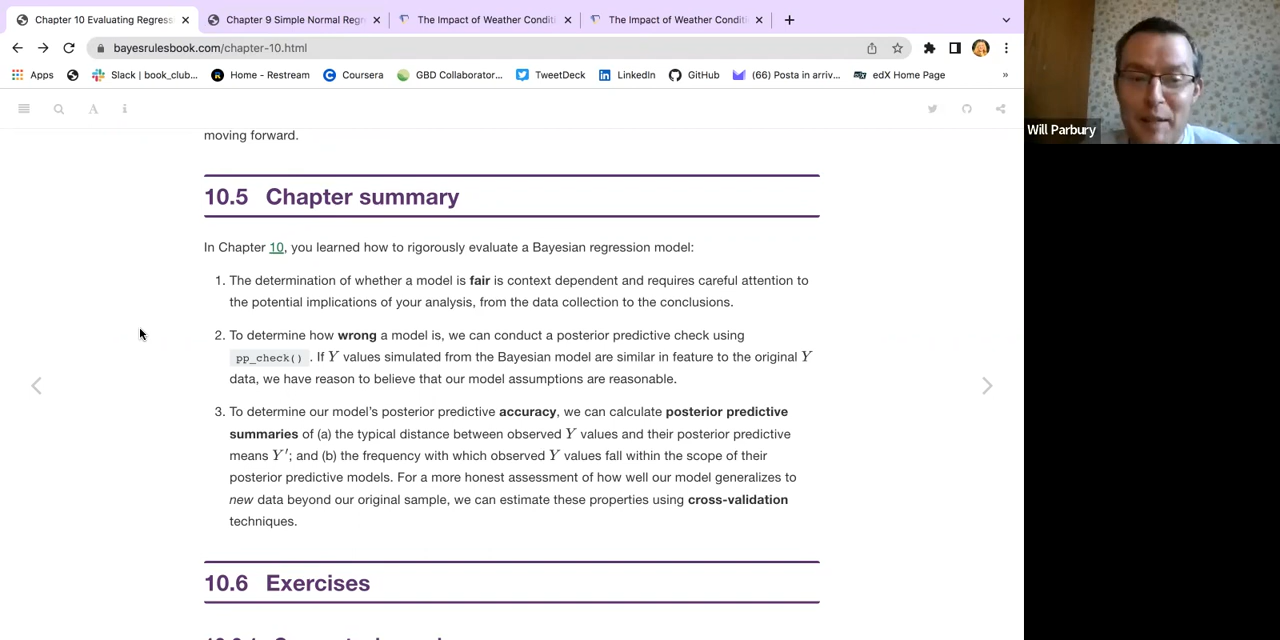 Chapter 10 Evaluating Regress
Chapter 9 Simple Normal Regr
The Impact of Weather Conditi
The Impact of Weather Conditi
bayesrulesbook.com/chapter-10.html
Apps
Slack | book_club...
Home - Restream
Coursera
GBD Collaborator...
TweetDeck
LinkedIn
GitHub
(66) Posta in arriv...
edX Home Page
»
Will Parbury
moving forward.
10.5 Chapter summary
In Chapter 10, you learned how to rigorously evaluate a Bayesian regression model:
1. The determination of whether a model is fair is context dependent and requires careful attention to
the potential implications of your analysis, from the data collection to the conclusions.
2. To determine how wrong a model is, we can conduct a posterior predictive check using
pp_check() . If Y values simulated from the Bayesian model are similar in feature to the original Y
data, we have reason to believe that our model assumptions are reasonable.
3. To determine our model's posterior predictive accuracy, we can calculate posterior predictive
summaries of (a) the typical distance between observed Y values and their posterior predictive
means Y′; and (b) the frequency with which observed Y values fall within the scope of their
posterior predictive models. For a more honest assessment of how well our model generalizes to
new data beyond our original sample, we can estimate these properties using cross-validation
techniques.
10.6 Exercises